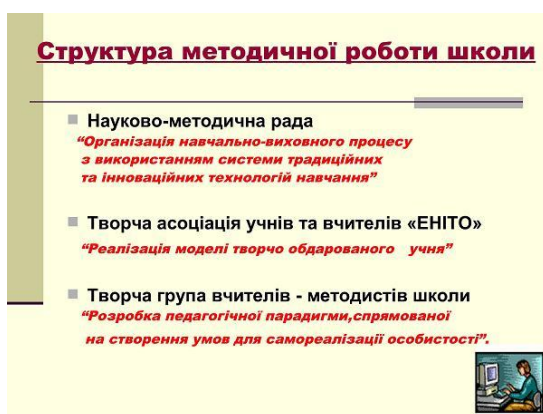 Структура методичної роботи школи
Науково-методична рада
“Організація навчально-виховного процесу
з використанням системи традиційних
та інноваційних технологій навчання”
Творча асоціація учнів та вчителів «ЕНІТО»
“Реалізація моделі творчо обдарованого учня”
Творча група вчителів - методистів школи
“Розробка педагогічної парадигми,спрямованої
на створення умов для самореалізації особистості”.